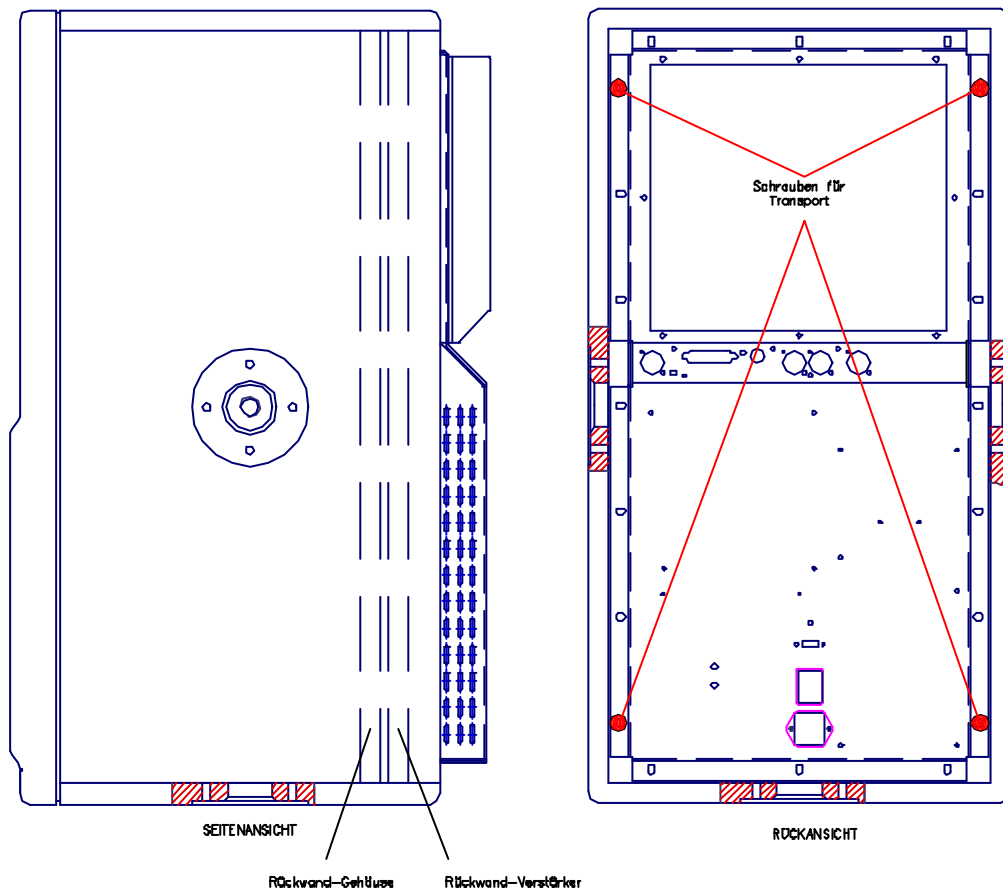 Schrauben für
Transport
SEITENANSICHT
RÜCKANSICHT
Rückwand-Gehäuse
Rückwand-Verstärker